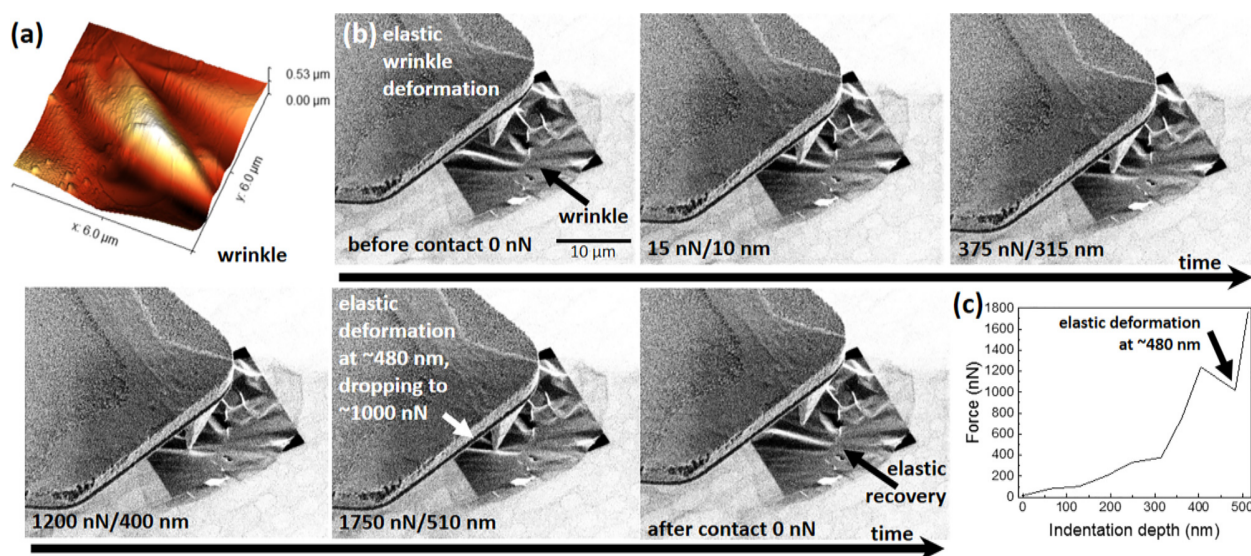 (a)
0.53 µm
0.00 µm
y: 6.0 µm
x: 6.0 µm
wrinkle
(b)
elastic
wrinkle
deformation
wrinkle
before contact 0 nN
10 µm
15 nN/10 nm
375 nN/315 nm
time
1200 nN/400 nm
elastic
deformation
at ~480 nm,
dropping to
~1000 nN
1750 nN/510 nm
elastic
recovery
after contact 0 nN
time
(c)
1800
1600
1400
1200
1000
800
600
400
200
0
Force (nN)
elastic deformation
at ~480 nm
0 100 200 300 400 500
Indentation depth (nm)